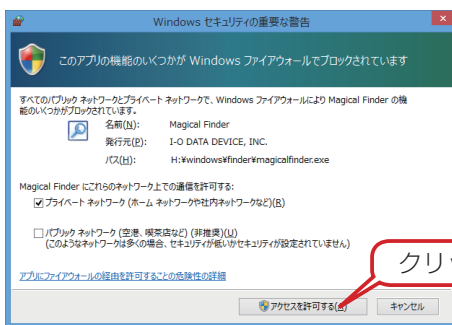 Windows セキュリティの重要な警告
このアプリの機能のいくつかが Windows ファイアウォールでブロックされています
すべてのパブリック ネットワークとプライベート ネットワークで、Windows ファイアウォールにより Magical Finder の機
能のいくつかがブロックされています。
名前(N): Magical Finder
発行元(P): I-O DATA DEVICE, INC.
パス(H): H:¥windows¥finder¥magicalfinder.exe
Magical Finder にこれらのネットワーク上での通信を許可する:
プライベート ネットワーク (ホーム ネットワークや社内ネットワークなど)(R)
パブリック ネットワーク (空港、喫茶店など) (非推奨)(U)
(このようなネットワークは多くの場合、セキュリティが低いかセキュリティが設定されていません)
アプリにファイアウォールの経由を許可することの危険性の詳細
クリッ
アクセスを許可する(A) キャンセル